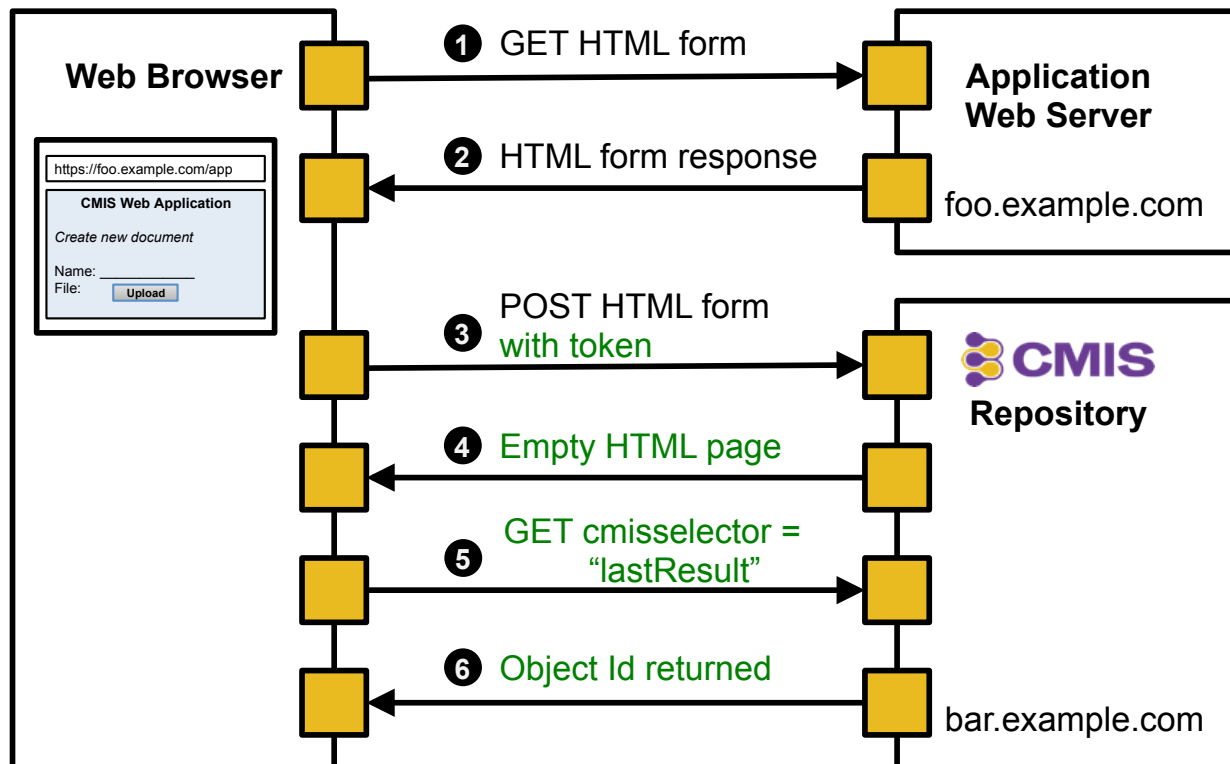 Web Browser
https://foo.example.com/app
CMIS Web Application
Create new document
Name: _____________
File:
Upload
1 GET HTML form
2 HTML form response
Application
Web Server
foo.example.com
3 POST HTML form
with token
4 Empty HTML page
5 GET cmisselector =
“lastResult”
6 Object Id returned
CMIS
Repository
bar.example.com